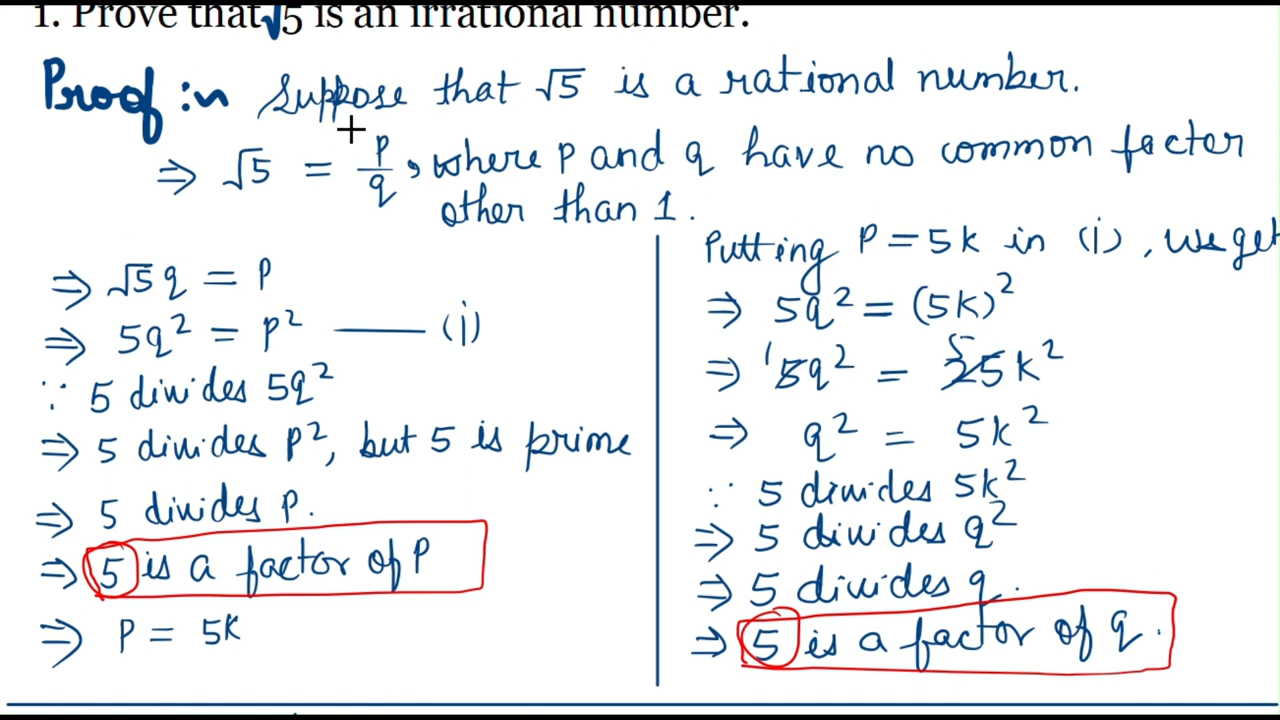 1. Prove that √5 is an irrational number.
Proof :- Suppose that √5 is a rational number.
⇒ √5 = p/q, where p and q have no common factor
other than 1.
⇒ √5q = p
⇒ 5q² = p² —— (i)
∵ 5 divides 5q²
⇒ 5 divides p², but 5 is prime
⇒ 5 divides p.
⇒ 5 is a factor of p
⇒ p = 5k
Putting p = 5k in (i), we get
⇒ 5q² = (5k)²
⇒ 1 5q² = 5 25k²
⇒ q² = 5k²
∵ 5 divides 5k²
⇒ 5 divides q²
⇒ 5 divides q.
⇒ 5 is a factor of q.